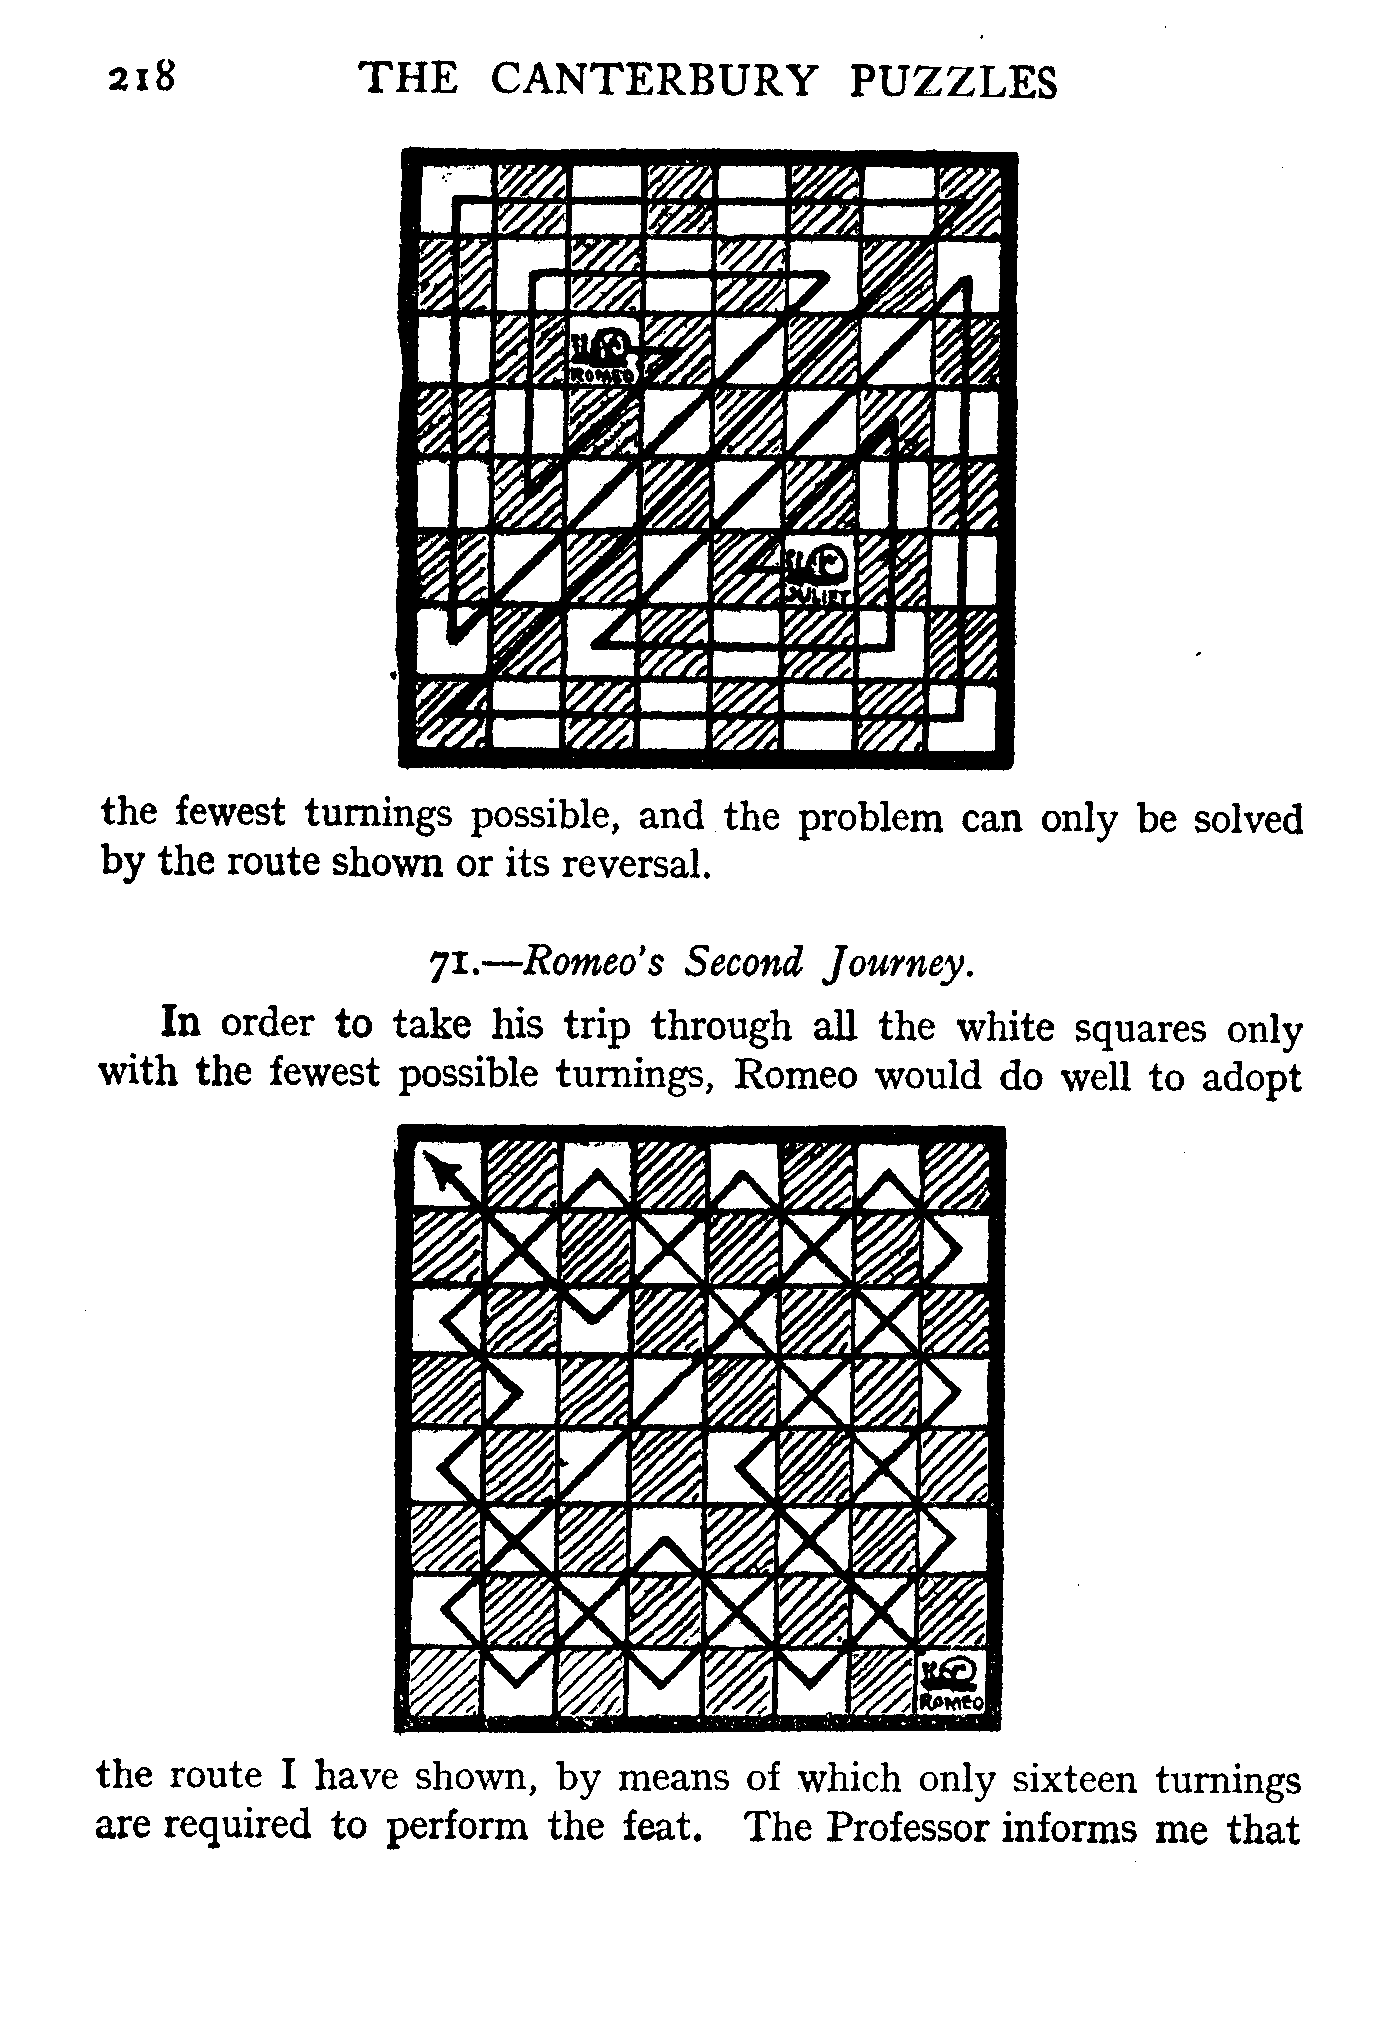 218 THE CANTERBURY PUZZLES
ROMEO
JULIET
the fewest turnings possible, and the problem can only be solved
by the route shown or its reversal.
71.—Romeo's Second Journey.
In order to take his trip through all the white squares only
with the fewest possible turnings, Romeo would do well to adopt
ROMEO
the route I have shown, by means of which only sixteen turnings
are required to perform the feat. The Professor informs me that